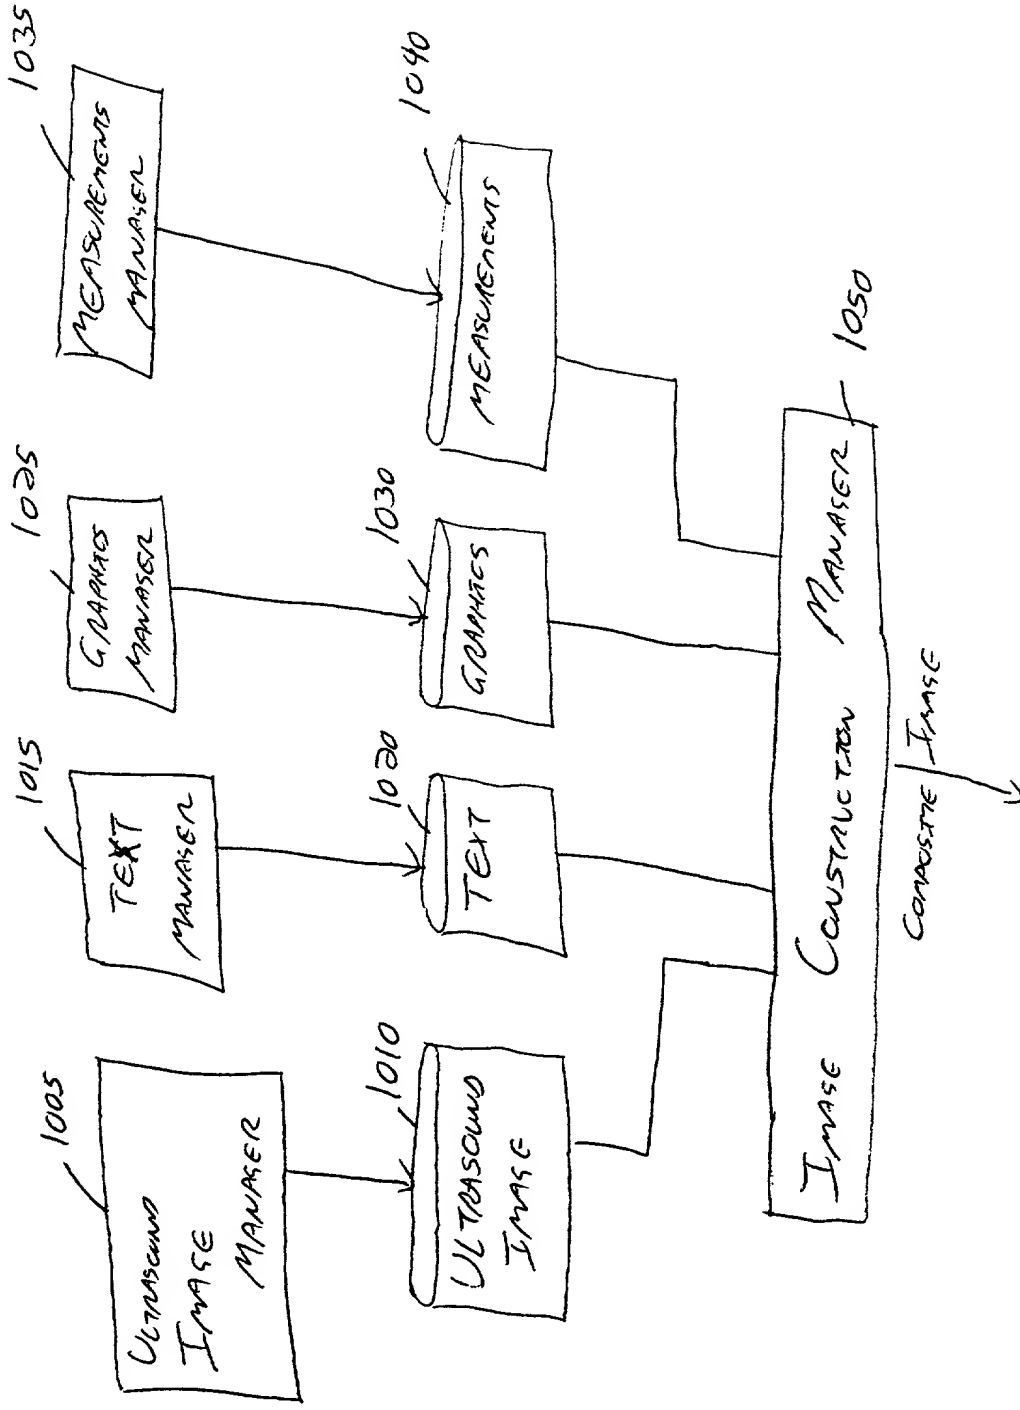 1005
ULTRASOUND
IMAGE
MANAGER
1015
TEXT
MANAGER
1025
GRAPHICS
MANAGER
1035
MEASUREMENTS
MANAGER
1010
ULTRASOUND
IMAGE
1020
TEXT
1030
GRAPHICS
1040
MEASUREMENTS
IMAGE CONSTRUCTION MANAGER
1050
COMPOSITE IMAGE